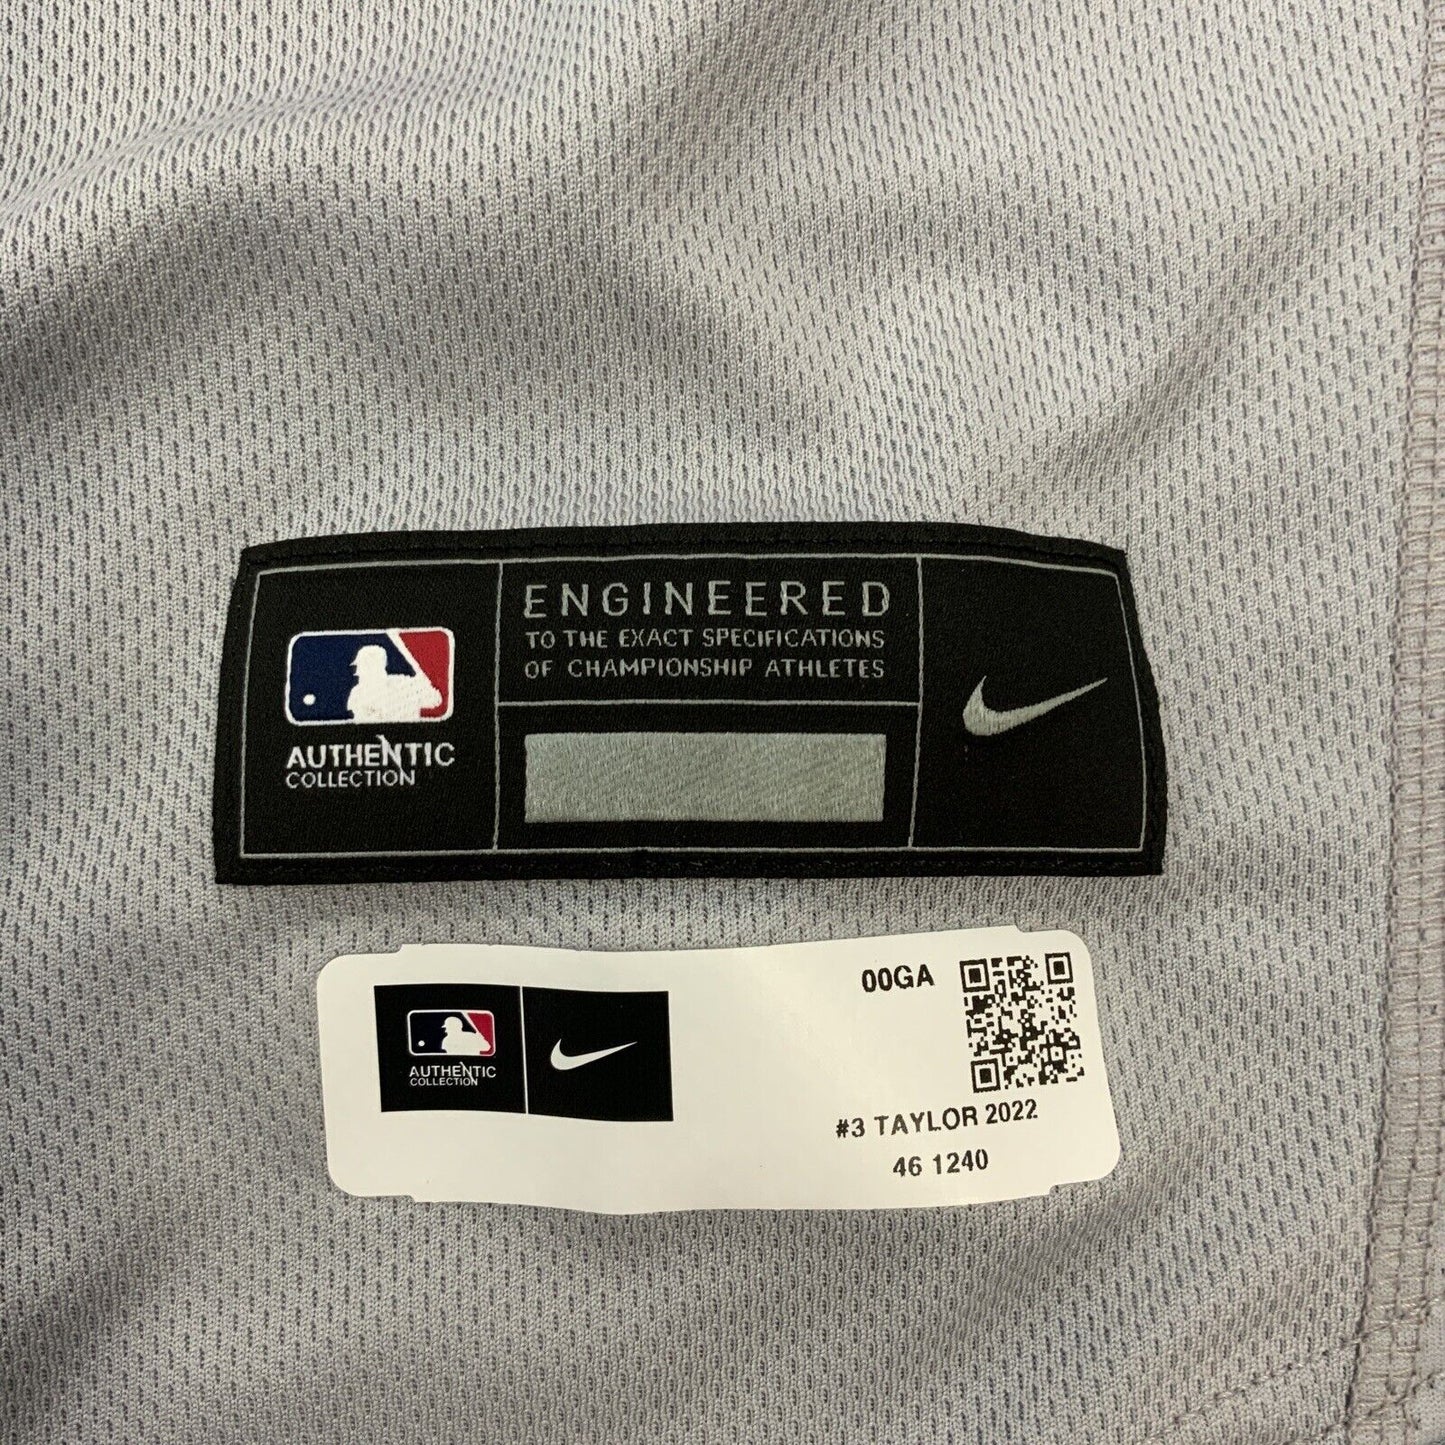 ENGINEERED
TO THE EXACT SPECIFICATIONS
OF CHAMPIONSHIP ATHLETES
AUTHENTIC
COLLECTION
00GA
AUTHENTIC
COLLECTION
#3 TAYLOR 2022
46 1240